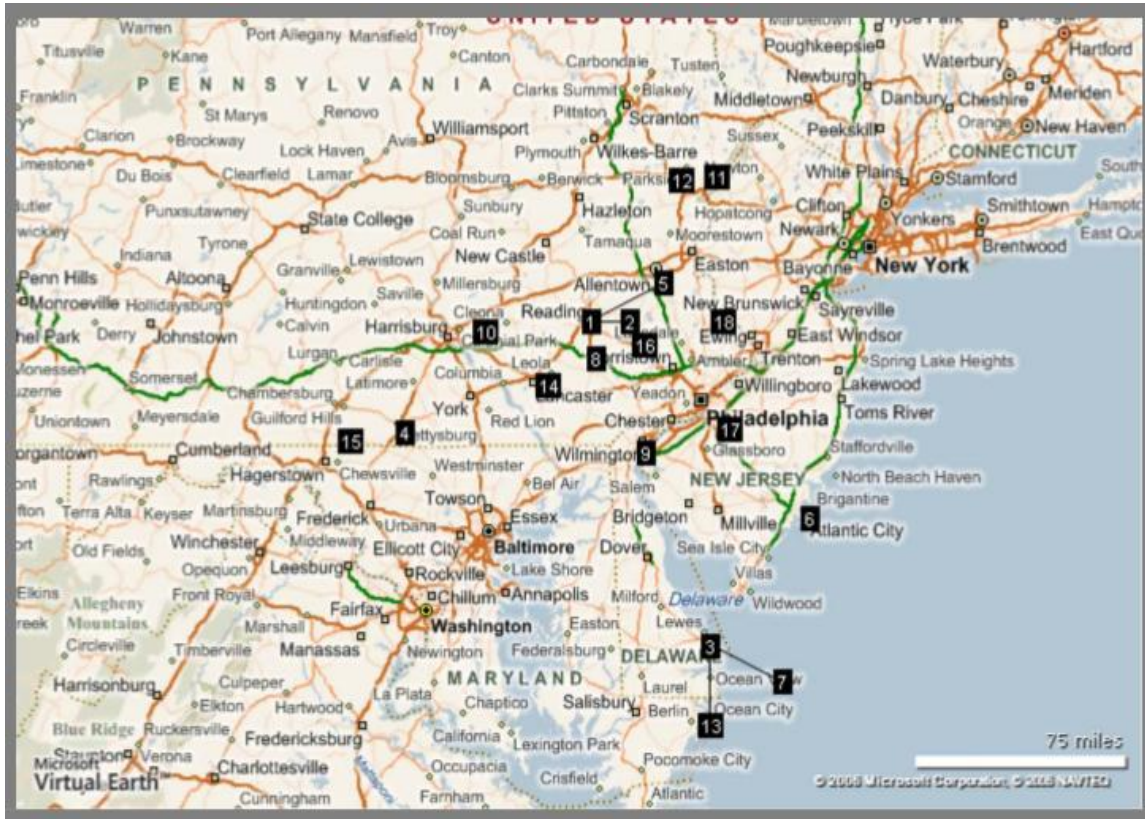 UNITED STATES
Warren Port Allegany Mansfield Troy Marbletown Hyde Park
Titusville Kane Canton Carbondale Tusten Poughkeepsie Hartford
PENNSYLVANIA Clarks Summit Blakely Newburgh Waterbury
Franklin St Marys Renovo Pittston Scranton Middletown Danbury Cheshire Meriden
Clarion Brockway Lock Haven Avis Williamsport Plymouth Wilkes-Barre Sussex Peekskill Orange New Haven
Limestone Du Bois Clearfield Lamar Bloomsburg Berwick 12 11 White Plains CONNECTICUT
Stamford South
Butler Punxsutawney State College Sunbury Hazleton Hopatcong Clifton Yonkers Smithtown
Coal Run Tamaqua Moorestown Newark Brentwood East
Indiana Tyrone Lewistown New Castle Easton Bayonne New York
Penn Hills Altoona Granville Millersburg Allentown 5
Monroeville Hollidaysburg Huntingdon Saville Cleona Reading New Brunswick Sayreville
Derry Johnstown Calvin Harrisburg 10 Colonial Park 1 2 18 Ewing East Windsor
Monessen Lurgan Carlisle Leola 8 16 Ambler Trenton Spring Lake Heights
Somerset Chambersburg Latimore Columbia 14 Lancaster Yeadon Willingboro Lakewood
Uniontown Meyersdale Guilford Hills York Red Lion Chester Philadelphia Toms River
Cumberland 15 4 Gettysburg Wilmington 9 17 Glassboro Staffordville
Rawlings Hagerstown Chewsville Westminster Bel Air Salem NEW JERSEY North Beach Haven
Terra Alta Keyser Martinsburg Frederick Urbana Towson Essex Bridgeton Millville Brigantine
6 Atlantic City
Old Fields Winchester Middleway Ellicott City Baltimore Dover Sea Isle City
Opequon Leesburg Rockville Lake Shore Villas
Elkins Allegheny Front Royal Chillum Annapolis Milford Delaware Wildwood
Mountains Marshall Fairfax Washington Easton Lewes
Circleville Timberville Manassas Newington Federalsburg DELAWARE 3
Harrisonburg Culpeper La Plata MARYLAND Laurel Ocean View 7
Elkton Hartwood Chaptico Salisbury Berlin Ocean City
Blue Ridge Ruckersville Fredericksburg California Lexington Park 13
Staunton Verona Pocomoke City 75 miles
Microsoft
Virtual Earth Charlottesville Occupacia Crisfield
Cunningham Farnham Atlantic